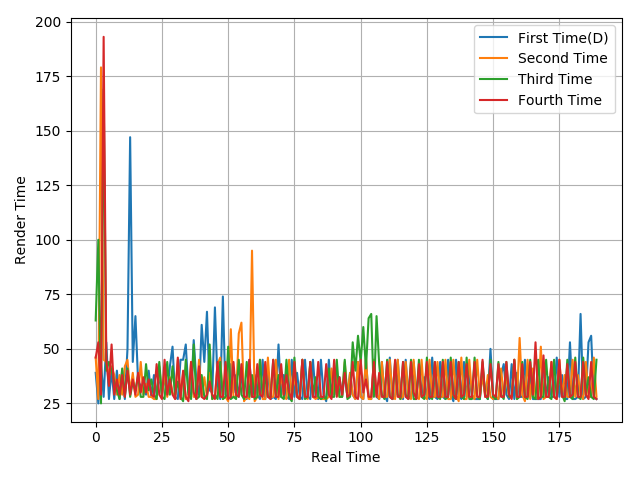 200
175
150
125
100
75
50
25
Render Time
0
25
50
75
100
125
150
175
Real Time
First Time(D)
Second Time
Third Time
Fourth Time